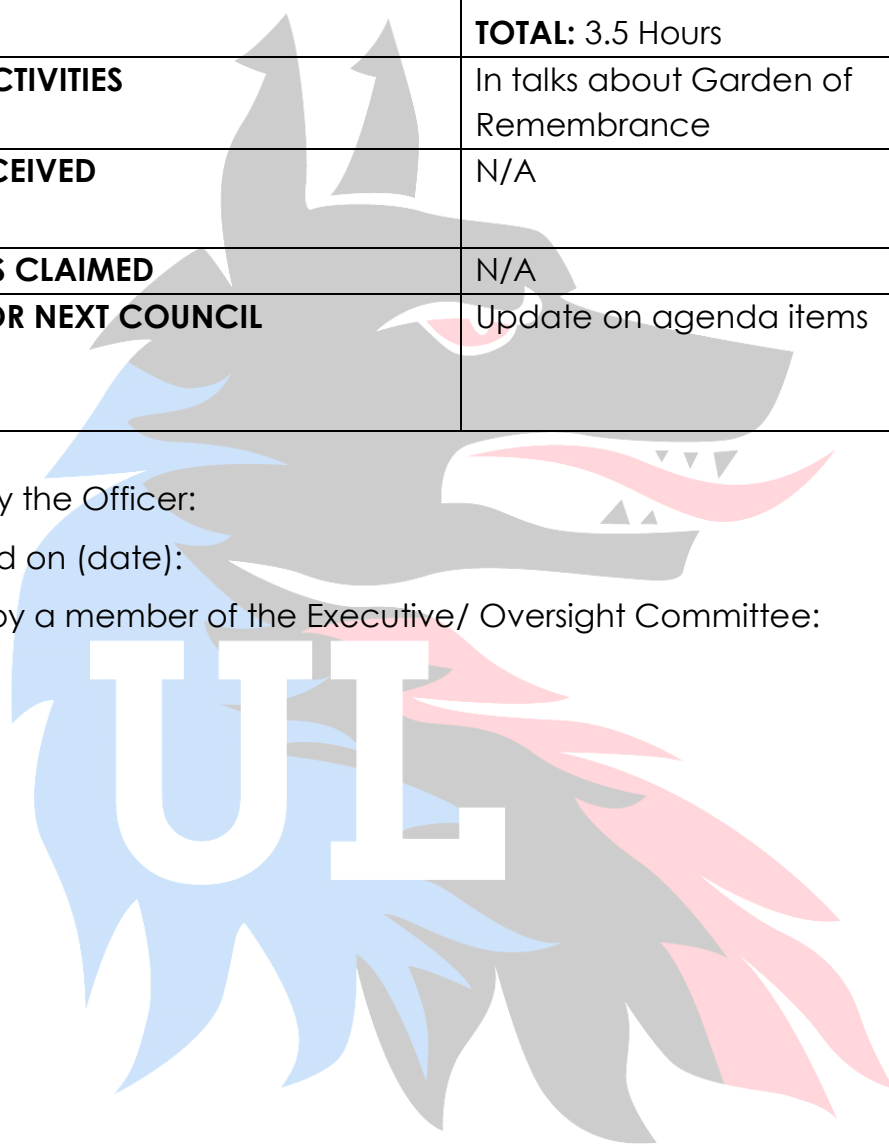 TOTAL: 3.5 Hours
CTIVITIES In talks about Garden of
Remembrance
CEIVED N/A
S CLAIMED N/A
OR NEXT COUNCIL Update on agenda items
y the Officer:
d on (date):
by a member of the Executive/ Oversight Committee:
UL